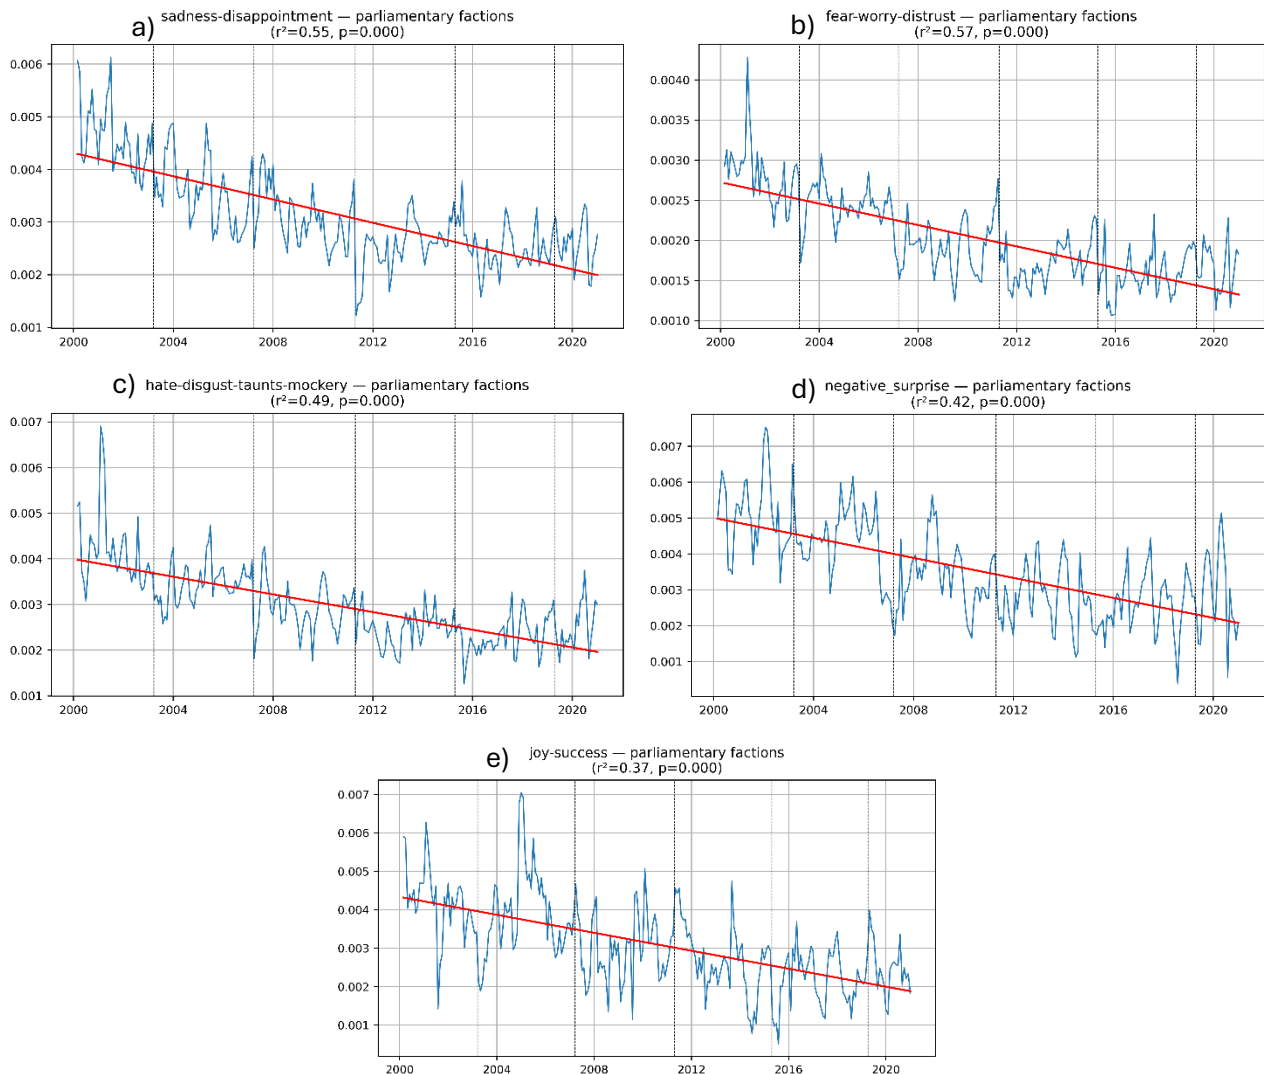 a)
sadness-disappointment — parliamentary factions
(r²=0.55, p=0.000)
0.006
0.005
0.004
0.003
0.002
0.001
2000 2004 2008 2012 2016 2020
b)
fear-worry-distrust — parliamentary factions
(r²=0.57, p=0.000)
0.0040
0.0035
0.0030
0.0025
0.0020
0.0015
0.0010
2000 2004 2008 2012 2016 2020
c)
hate-disgust-taunts-mockery — parliamentary factions
(r²=0.49, p=0.000)
0.007
0.006
0.005
0.004
0.003
0.002
0.001
2000 2004 2008 2012 2016 2020
d)
negative_surprise — parliamentary factions
(r²=0.42, p=0.000)
0.007
0.006
0.005
0.004
0.003
0.002
0.001
2000 2004 2008 2012 2016 2020
e)
joy-success — parliamentary factions
(r²=0.37, p=0.000)
0.007
0.006
0.005
0.004
0.003
0.002
0.001
2000 2004 2008 2012 2016 2020